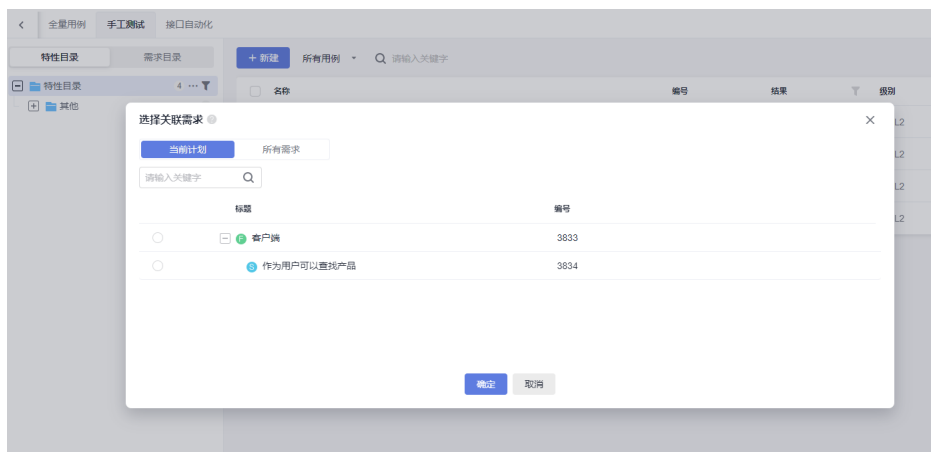 全量用例 手工测试 接口自动化
特性目录 需求目录 + 新建 所有用例 请输入关键字
特性目录 4 ... 名称 编号 结果 级别
其他
选择关联需求
L2
当前计划 所有需求
L2
请输入关键字
L2
标题 编号
L2
F 客户端 3833
S 作为用户可以查找产品 3834
确定 取消